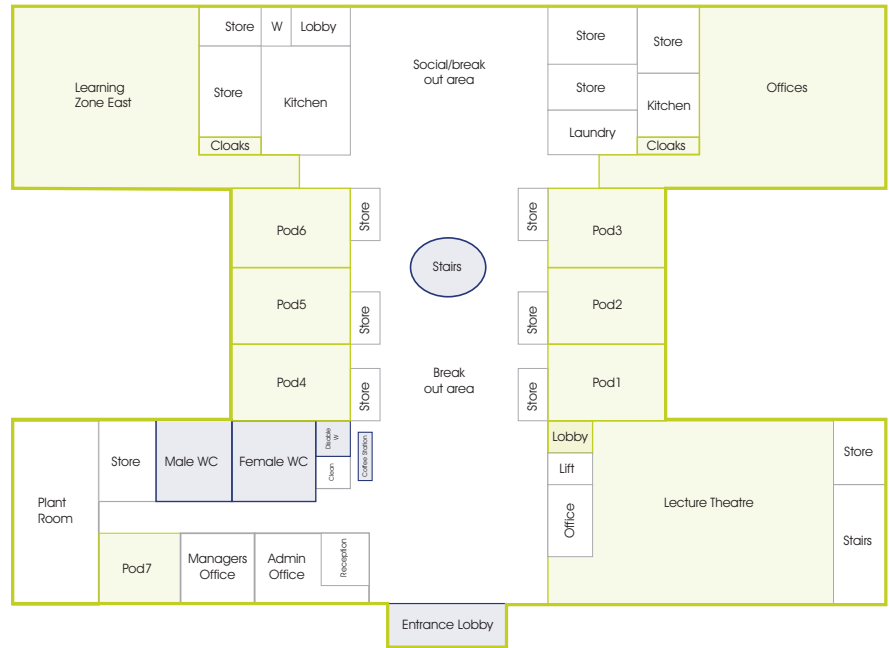 Store
W
Lobby
Social/break
out area
Store
Store
Learning
Zone East
Store
Kitchen
Store
Kitchen
Offices
Cloaks
Laundry
Cloaks
Pod6
Store
Store
Pod3
Stairs
Pod5
Store
Store
Pod2
Pod4
Store
Break
out area
Store
Pod1
Plant
Room
Store
Male WC
Female WC
Disable
W
Clean
Coffee Station
Lobby
Lift
Office
Lecture Theatre
Store
Stairs
Pod7
Managers
Office
Admin
Office
Reception
Entrance Lobby